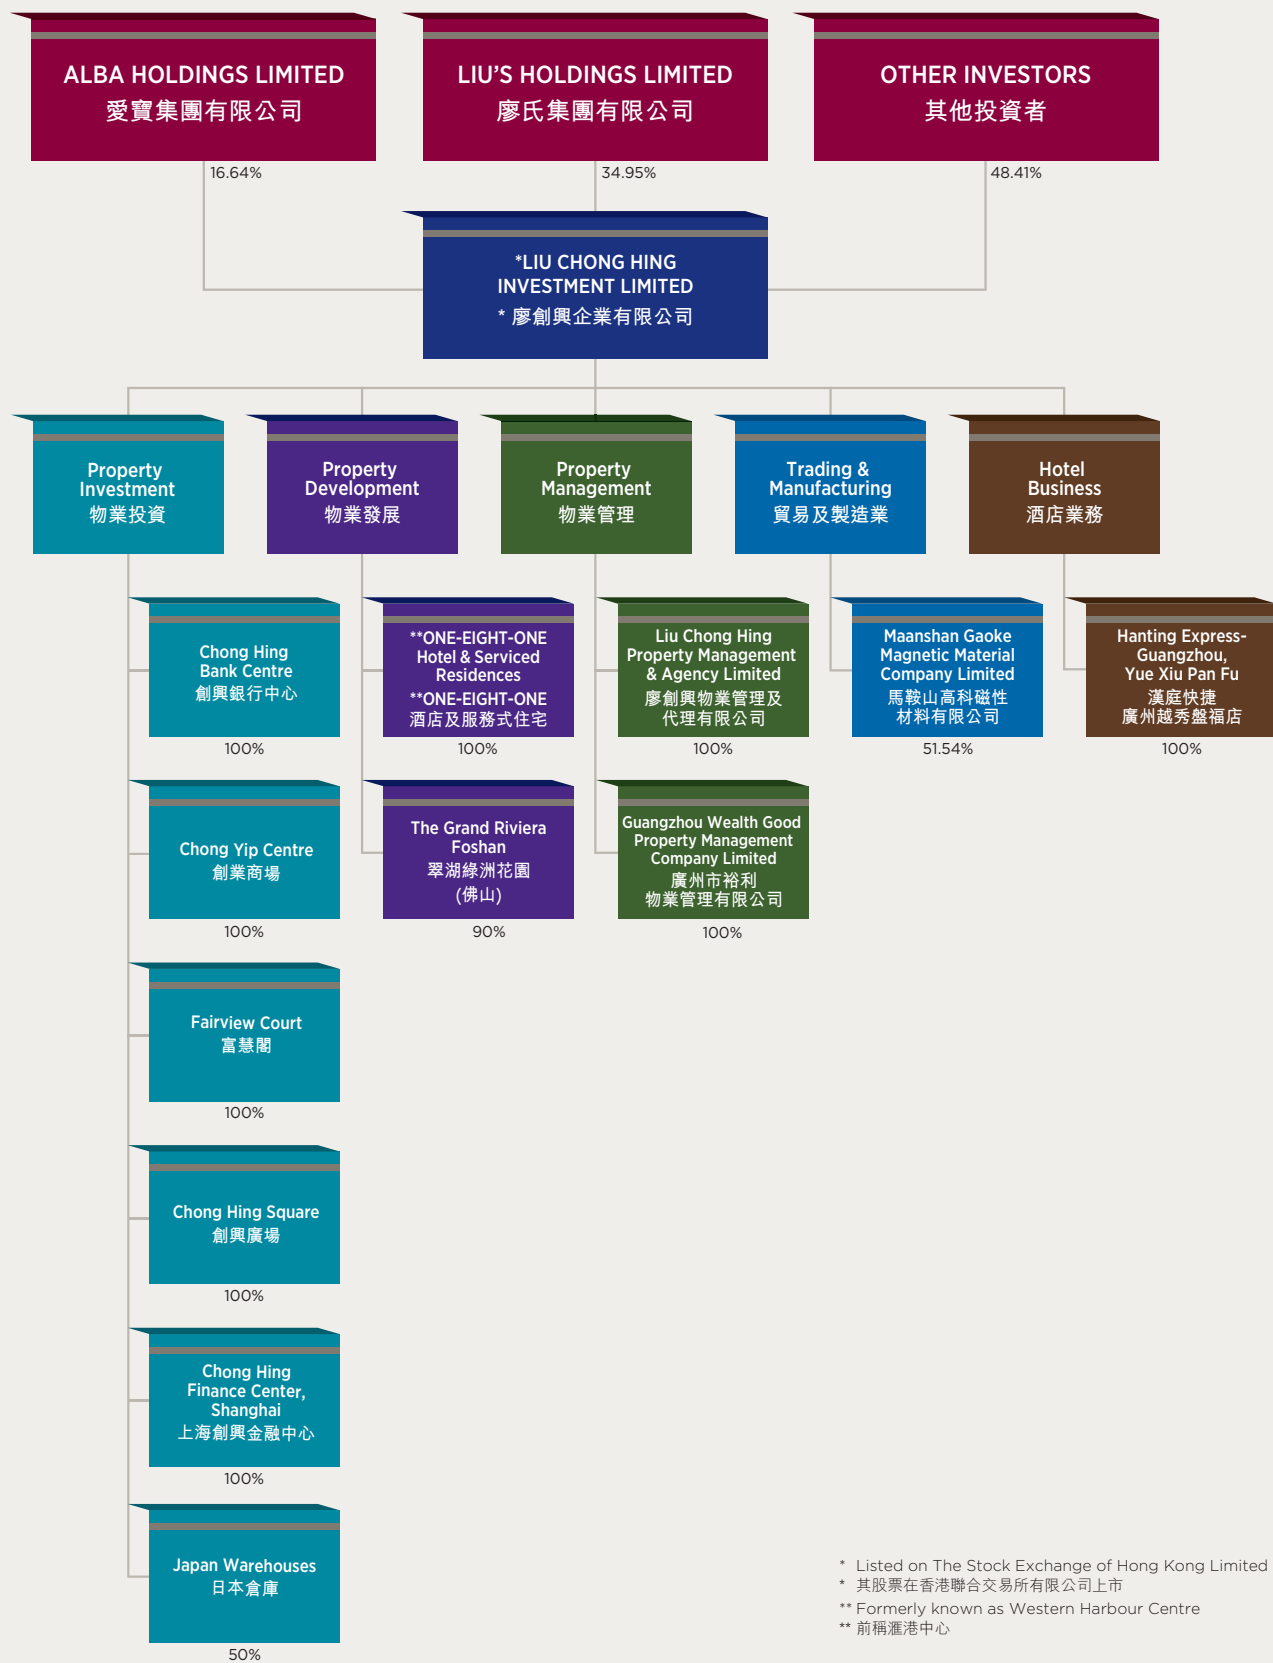 ALBA HOLDINGS LIMITED
愛寶集團有限公司
16.64%
LIU'S HOLDINGS LIMITED
廖氏集團有限公司
34.95%
OTHER INVESTORS
其他投資者
48.41%
*LIU CHONG HING
INVESTMENT LIMITED
* 廖創興企業有限公司
Property
Investment
物業投資
Property
Development
物業發展
Property
Management
物業管理
Trading &
Manufacturing
貿易及製造業
Hotel
Business
酒店業務
Chong Hing
Bank Centre
創興銀行中心
100%
**ONE-EIGHT-ONE
Hotel & Serviced
Residences
**ONE-EIGHT-ONE
酒店及服務式住宅
100%
Liu Chong Hing
Property Management
& Agency Limited
廖創興物業管理及
代理有限公司
100%
Maanshan Gaoke
Magnetic Material
Company Limited
馬鞍山高科磁性
材料有限公司
51.54%
Hanting Express-
Guangzhou,
Yue Xiu Pan Fu
漢庭快捷
廣州越秀盤福店
100%
Chong Yip Centre
創業商場
100%
The Grand Riviera
Foshan
翠湖綠洲花園
(佛山)
90%
Guangzhou Wealth Good
Property Management
Company Limited
廣州市裕利
物業管理有限公司
100%
Fairview Court
富慧閣
100%
Chong Hing Square
創興廣場
100%
Chong Hing
Finance Center,
Shanghai
上海創興金融中心
100%
Japan Warehouses
日本倉庫
50%
* Listed on The Stock Exchange of Hong Kong Limited
* 其股票在香港聯合交易所有限公司上市
** Formerly known as Western Harbour Centre
** 前稱滙港中心